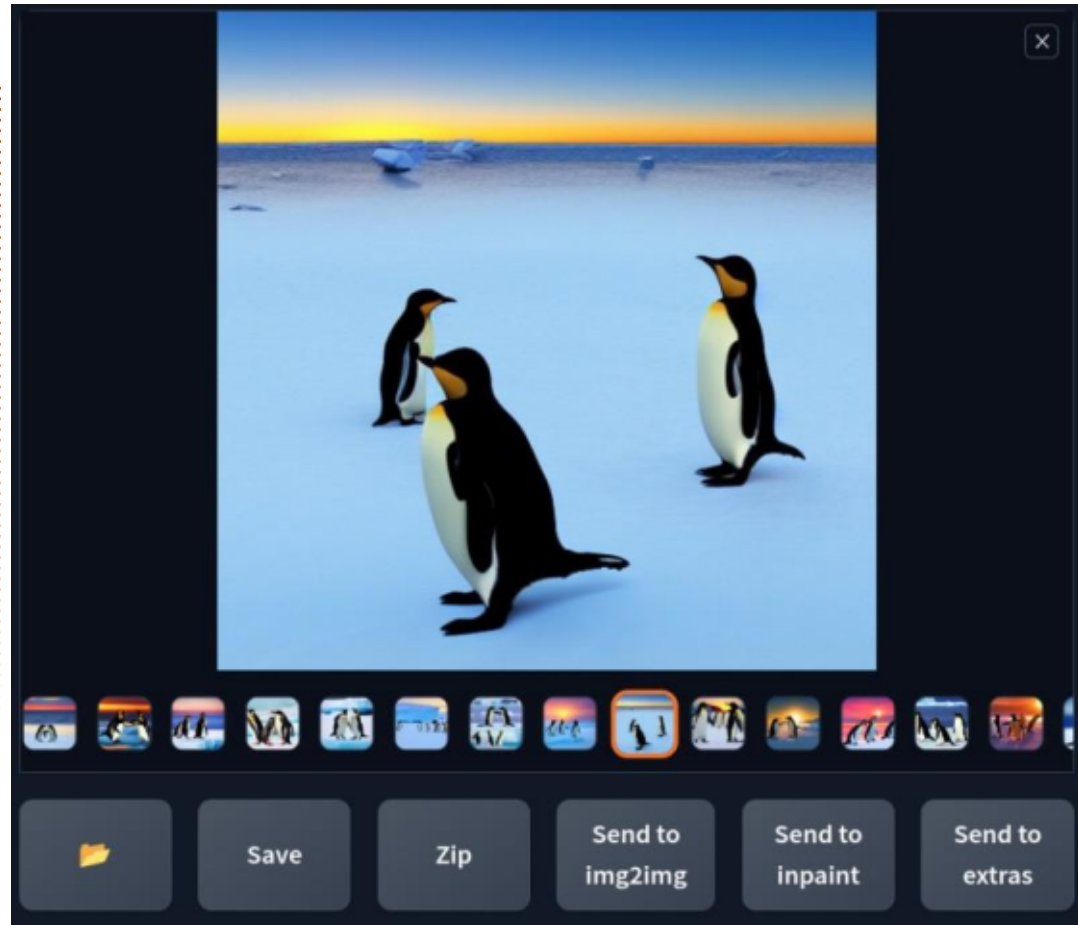 Save
Zip
Send to
img2img
Send to
inpaint
Send to
extras